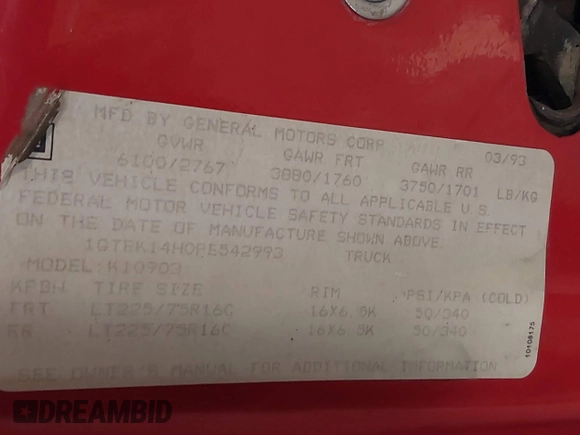 MFD BY GENERAL MOTORS CORP 03/93
GVWR GAWR FRT GAWR RR
6100/2767 3880/1760 3750/1701 LB/KG
THIS VEHICLE CONFORMS TO ALL APPLICABLE U.S.
FEDERAL MOTOR VEHICLE SAFETY STANDARDS IN EFFECT
ON THE DATE OF MANUFACTURE SHOWN ABOVE.
TRUCK
MODEL: K10903
TIRE SIZE RIM PSI/KPA (COLD)
FRT LT225/75R16C 16X6.5K 50/340
RR LT225/75R16C 16X6.5K 50/340
SEE OWNER'S MANUAL FOR ADDITIONAL INFORMATION
10108175
DREAMBID